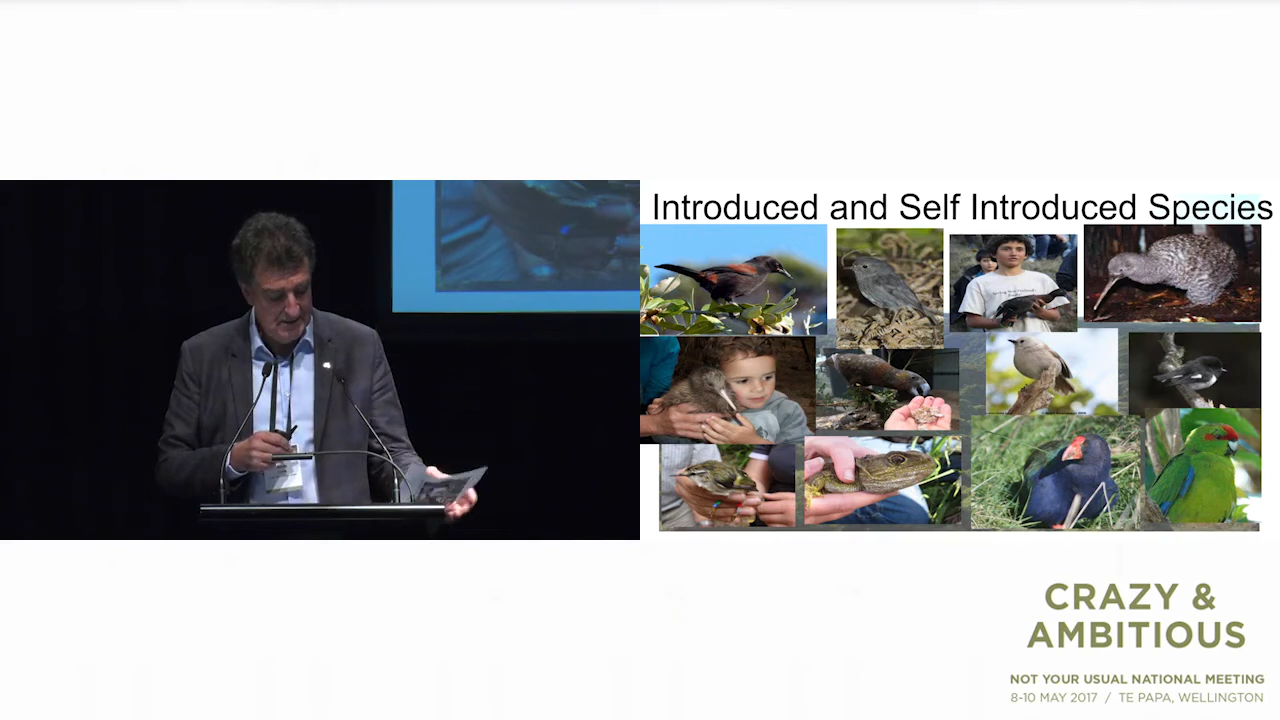 Introduced and Self Introduced Species
CRAZY &
AMBITIOUS
NOT YOUR USUAL NATIONAL MEETING
8-10 MAY 2017 / TE PAPA, WELLINGTON